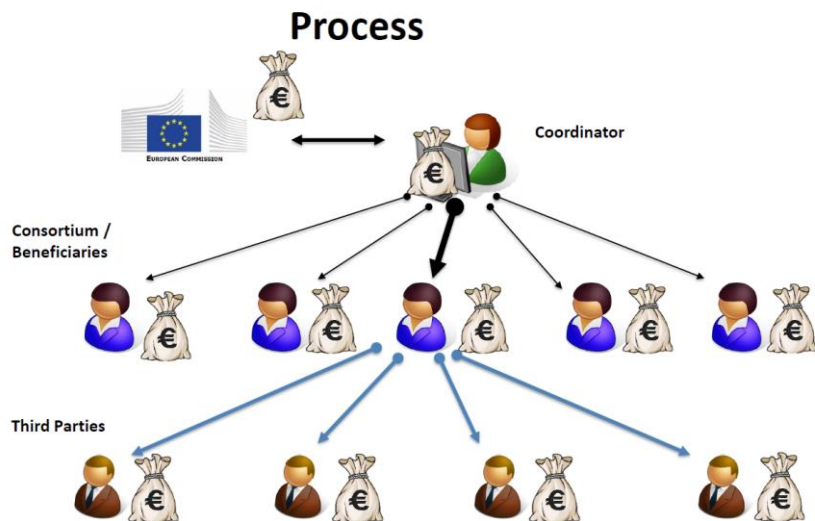 Process
€
EUROPEAN COMMISSION
€
Coordinator
Consortium /
Beneficiaries
€
€
€
€
€
Third Parties
€
€
€
€